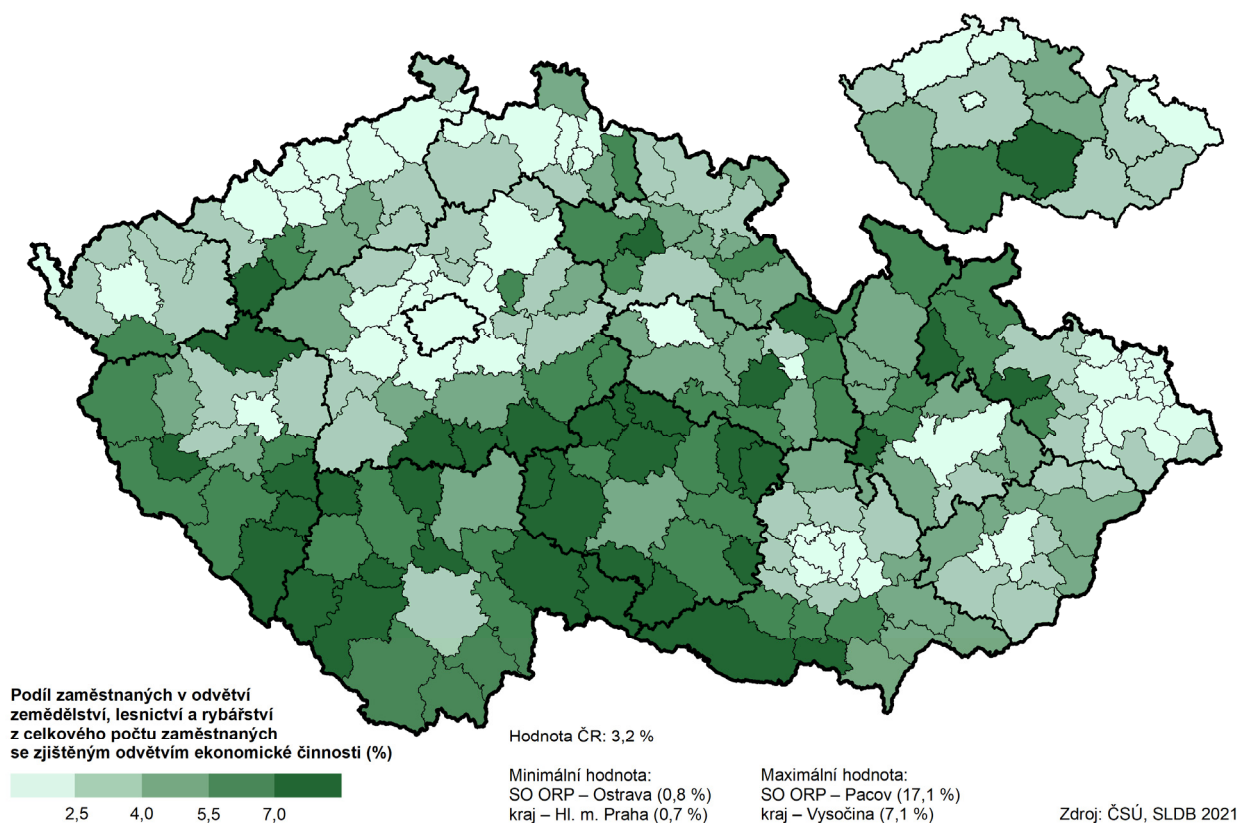 Podíl zaměstnaných v odvětví
zemědělství, lesnictví a rybářství
z celkového počtu zaměstnaných
se zjištěným odvětvím ekonomické činnosti (%)
2,5 4,0 5,5 7,0
Hodnota ČR: 3,2 %
Minimální hodnota:
SO ORP – Ostrava (0,8 %)
kraj – Hl. m. Praha (0,7 %)
Maximální hodnota:
SO ORP – Pacov (17,1 %)
kraj – Vysočina (7,1 %)
Zdroj: ČSÚ, SLDB 2021